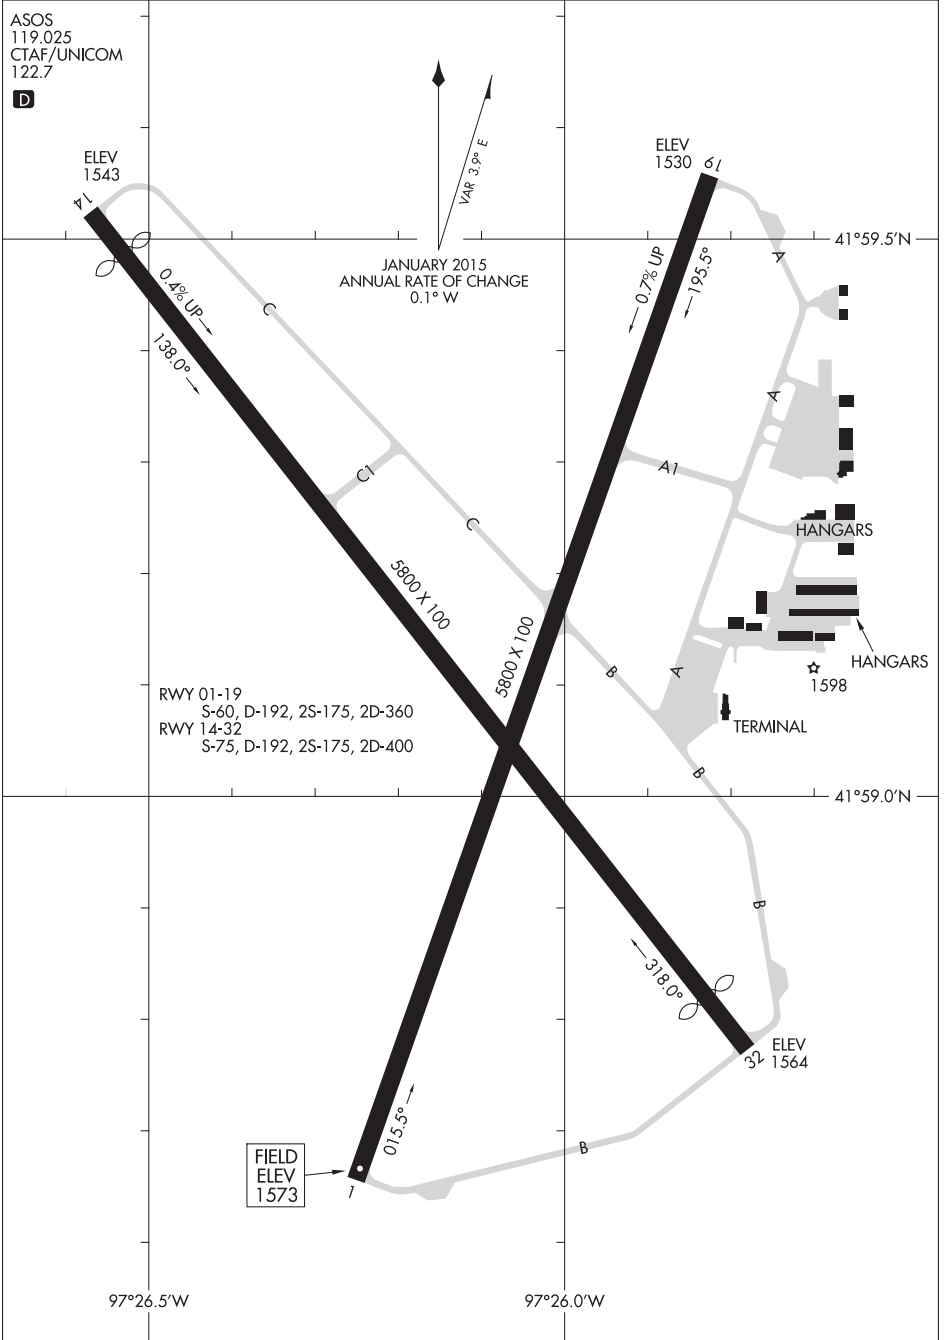 ASOS
119.025
CTAF/UNICOM
122.7
D
ELEV
1543
14
VAR 3.9° E
ELEV
1530
19
JANUARY 2015
ANNUAL RATE OF CHANGE
0.1° W
41°59.5'N
0.4% UP
138.0°
C
0.7% UP
195.5°
A
A
C1
A1
C
HANGARS
5800 X 100
5800 X 100
HANGARS
B
A
1598
RWY 01-19
S-60, D-192, 2S-175, 2D-360
RWY 14-32
S-75, D-192, 2S-175, 2D-400
TERMINAL
B
41°59.0'N
B
318.0°
32
ELEV
1564
015.5°
B
FIELD
ELEV
1573
1
97°26.5'W
97°26.0'W